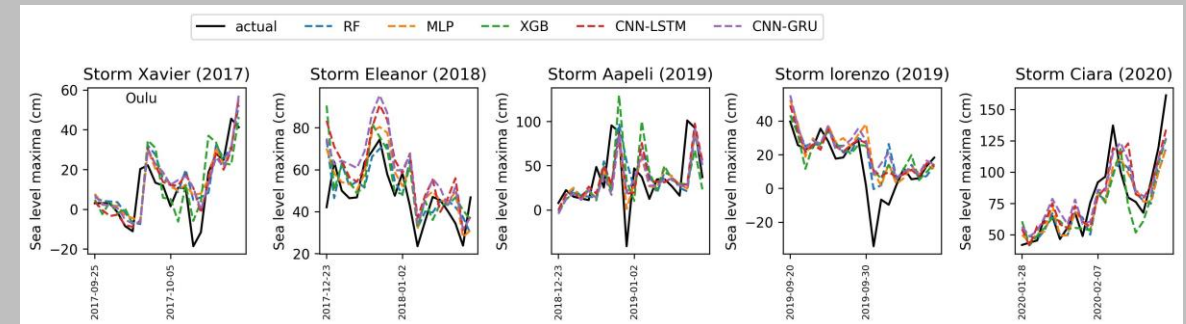 actual RF MLP XGB CNN-LSTM CNN-GRU
Storm Xavier (2017)
Sea level maxima (cm)
60
40
20
0
−20
Oulu
2017-09-25
2017-10-05
Storm Eleanor (2018)
Sea level maxima (cm)
80
60
40
20
2017-12-23
2018-01-02
Storm Aapeli (2019)
Sea level maxima (cm)
100
50
0
2018-12-23
2019-01-02
Storm lorenzo (2019)
Sea level maxima (cm)
60
40
20
0
−20
2019-09-20
2019-09-30
Storm Ciara (2020)
Sea level maxima (cm)
150
125
100
75
50
2020-01-28
2020-02-07